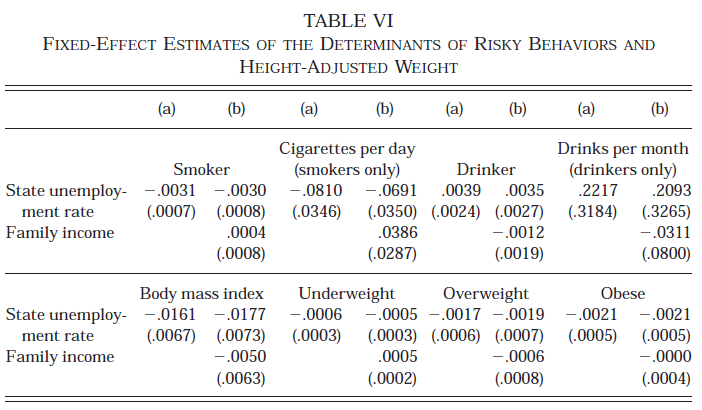 TABLE VI
FIXED-EFFECT ESTIMATES OF THE DETERMINANTS OF RISKY BEHAVIORS AND
HEIGHT-ADJUSTED WEIGHT
(a) (b) (a) (b) (a) (b) (a) (b)
Cigarettes per day Drinks per month
Smoker (smokers only) Drinker (drinkers only)
State unemploy- −.0031 −.0030 −.0810 −.0691 .0039 .0035 .2217 .2093
ment rate (.0007) (.0008) (.0346) (.0350) (.0024) (.0027) (.3184) (.3265)
Family income .0004 .0386 −.0012 −.0311
(.0008) (.0287) (.0019) (.0800)
Body mass index Underweight Overweight Obese
State unemploy- −.0161 −.0177 −.0006 −.0005 −.0017 −.0019 −.0021 −.0021
ment rate (.0067) (.0073) (.0003) (.0003) (.0006) (.0007) (.0005) (.0005)
Family income −.0050 .0005 −.0006 −.0000
(.0063) (.0002) (.0008) (.0004)